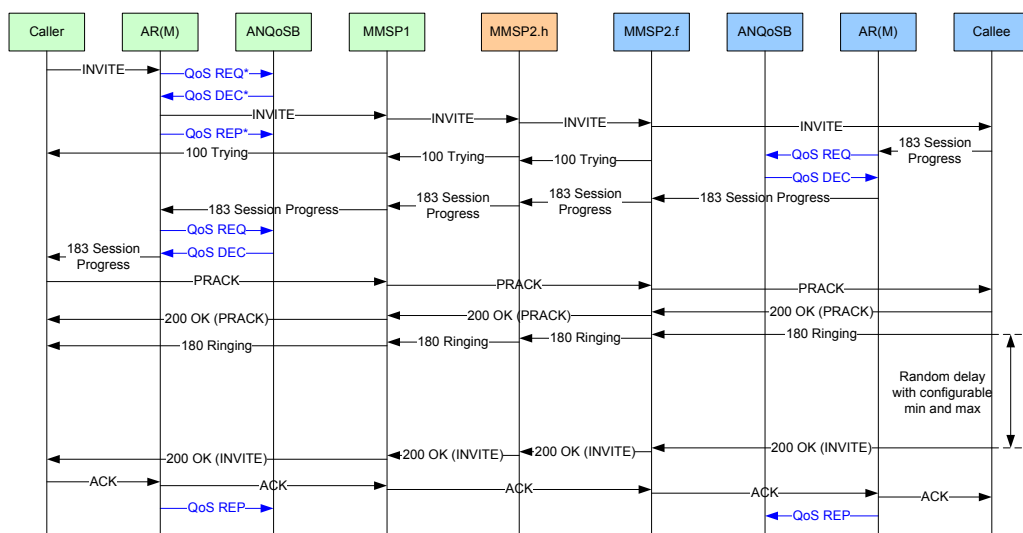 Caller
AR(M)
ANQoSB
MMSP1
MMSP2.h
MMSP2.f
ANQoSB
AR(M)
Callee
INVITE
QoS REQ*
QoS DEC*
INVITE
INVITE
INVITE
INVITE
QoS REP*
100 Trying
100 Trying
100 Trying
QoS REQ
183 Session
Progress
QoS DEC
183 Session Progress
183 Session
Progress
183 Session
Progress
183 Session Progress
QoS REQ
QoS DEC
183 Session
Progress
PRACK
PRACK
PRACK
200 OK (PRACK)
200 OK (PRACK)
200 OK (PRACK)
180 Ringing
180 Ringing
180 Ringing
180 Ringing
Random delay
with configurable
min and max
200 OK (INVITE)
200 OK (INVITE)
200 OK (INVITE)
200 OK (INVITE)
ACK
ACK
ACK
ACK
ACK
QoS REP
QoS REP